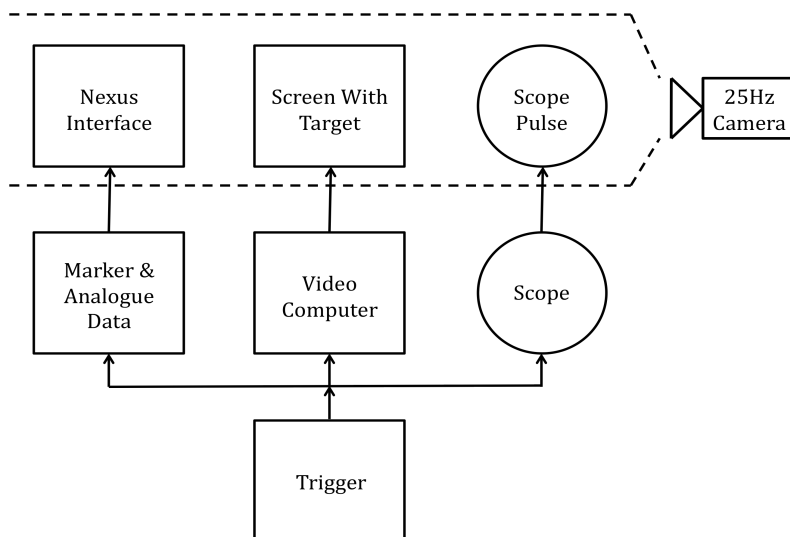 Nexus
Interface
Screen With
Target
Scope
Pulse
25Hz
Camera
Marker &
Analogue
Data
Video
Computer
Scope
Trigger